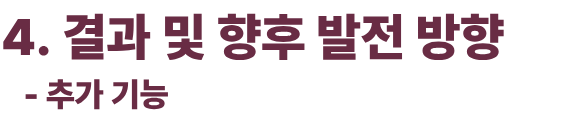 4. 결과 및 향후 발전 방향
- 추가 기능